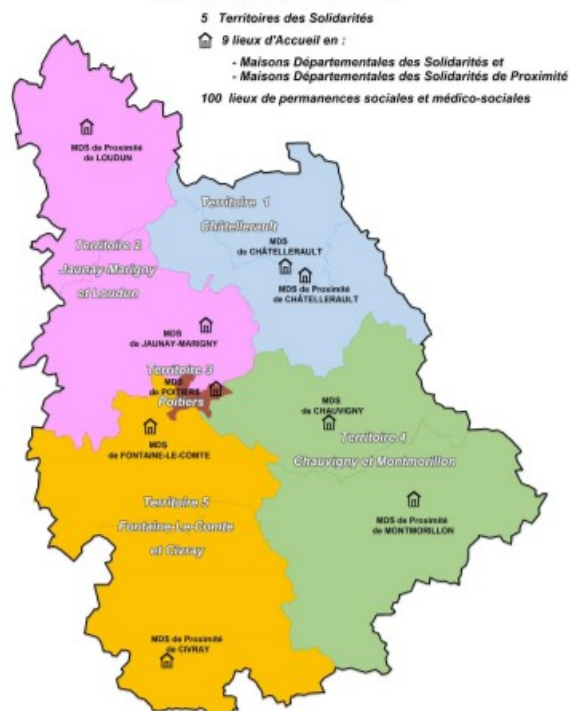 5 Territoires des Solidarités
9 lieux d'Accueil en :
- Maisons Départementales des Solidarités et
- Maisons Départementales des Solidarités de Proximité
100 lieux de permanences sociales et médico-sociales
MDS de Proximité
de LOUDUN
Territoire 1
Châtellerault
MDS
de CHÂTELLERAULT
MDS de Proximité
de CHÂTELLERAULT
Territoire 2
Jaunay-Marigny
et Loudun
MDS
de JAUNAY-MARIGNY
Territoire 3
MDS
de POITIERS
Poitiers
MDS
de CHAUVIGNY
Territoire 4
Chauvigny et Montmorillon
MDS
de FONTAINE-LE-COMTE
Territoire 5
Fontaine-Le-Comte
et Civray
MDS de Proximité
de MONTMORILLON
MDS de Proximité
de CIVRAY